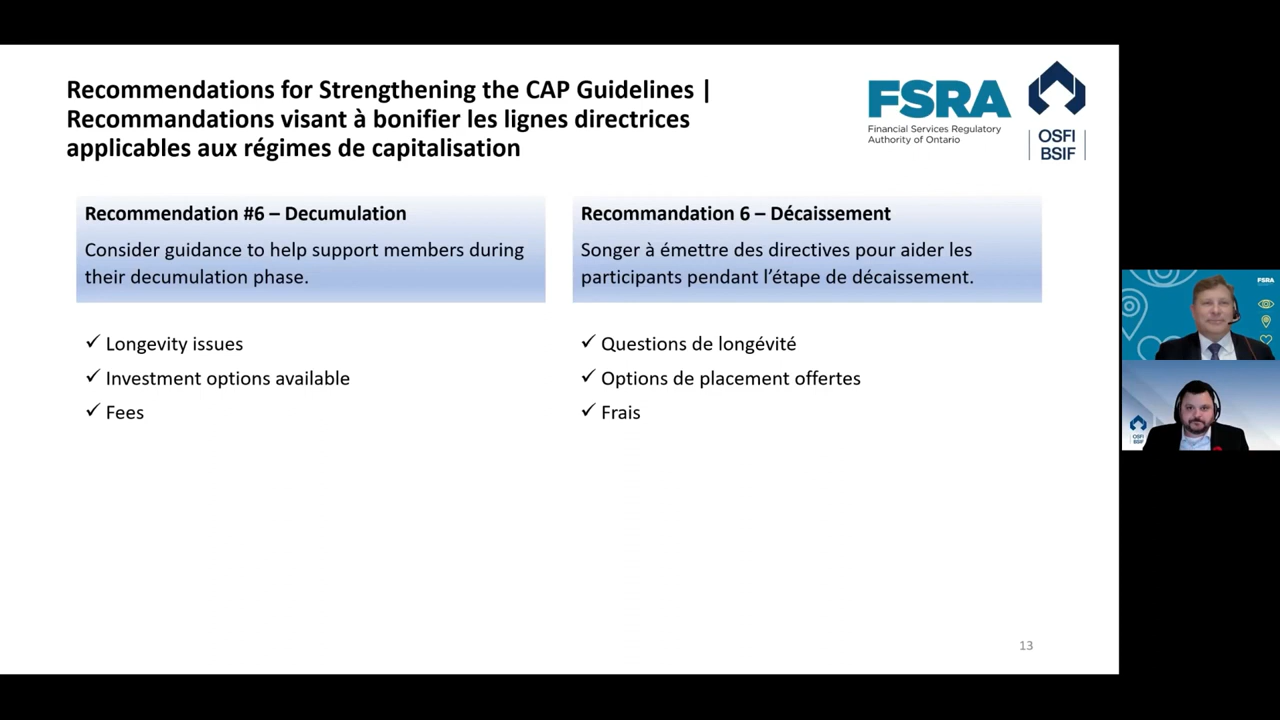 Recommendations for Strengthening the CAP Guidelines |
Recommandations visant à bonifier les lignes directrices
applicables aux régimes de capitalisation
FSRA
Financial Services Regulatory
Authority of Ontario
OSFI
BSIF
Recommendation #6 – Decumulation
Consider guidance to help support members during
their decumulation phase.
✓ Longevity issues
✓ Investment options available
✓ Fees
Recommandation 6 – Décaissement
Songer à émettre des directives pour aider les
participants pendant l’étape de décaissement.
✓ Questions de longévité
✓ Options de placement offertes
✓ Frais
13
FSRA
OSFI
BSIF